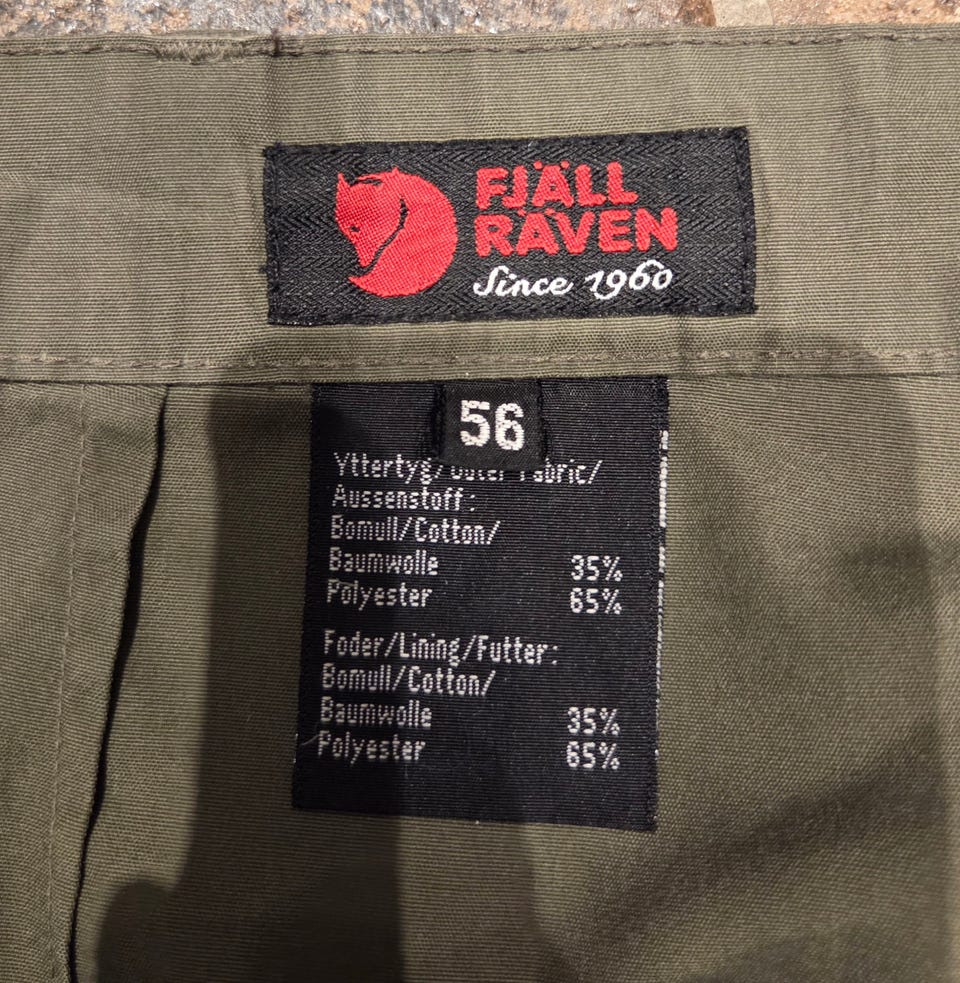 FJÄLL
RÄVEN
Since 1960
56
Yttertyg/Outer Fabric/
Aussenstoff:
Bomull/Cotton/
Baumwolle 35%
Polyester 65%
Foder/Lining/Futter:
Bomull/Cotton/
Baumwolle 35%
Polyester 65%